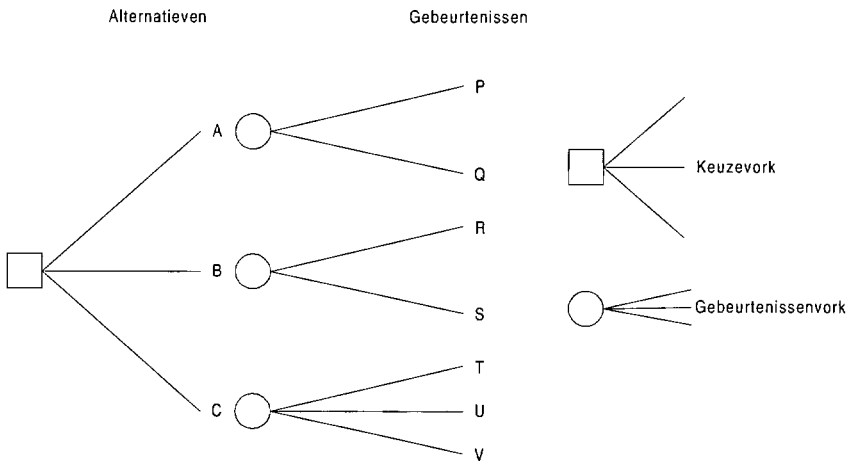 Alternatieven
Gebeurtenissen
P
A
Q
Keuzevork
R
B
S
Gebeurtenissenvork
T
C
U
V